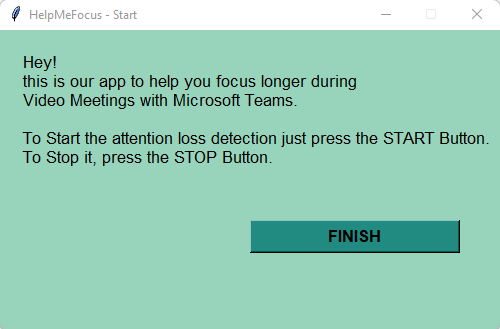 HelpMeFocus - Start
Hey!
this is our app to help you focus longer during
Video Meetings with Microsoft Teams.
To Start the attention loss detection just press the START Button.
To Stop it, press the STOP Button.
FINISH